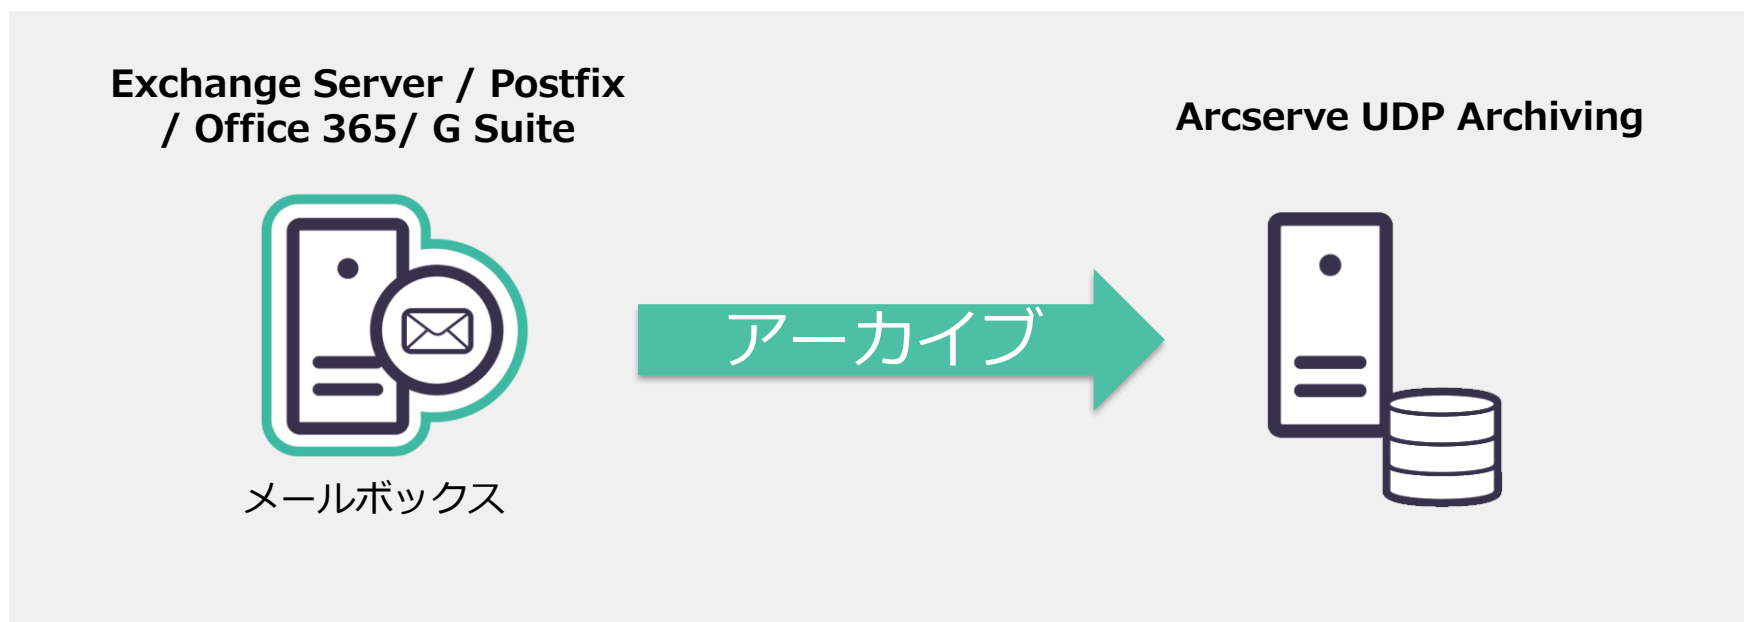 Exchange Server / Postfix
/ Office 365/ G Suite
Arcserve UDP Archiving
アーカイブ
メールボックス